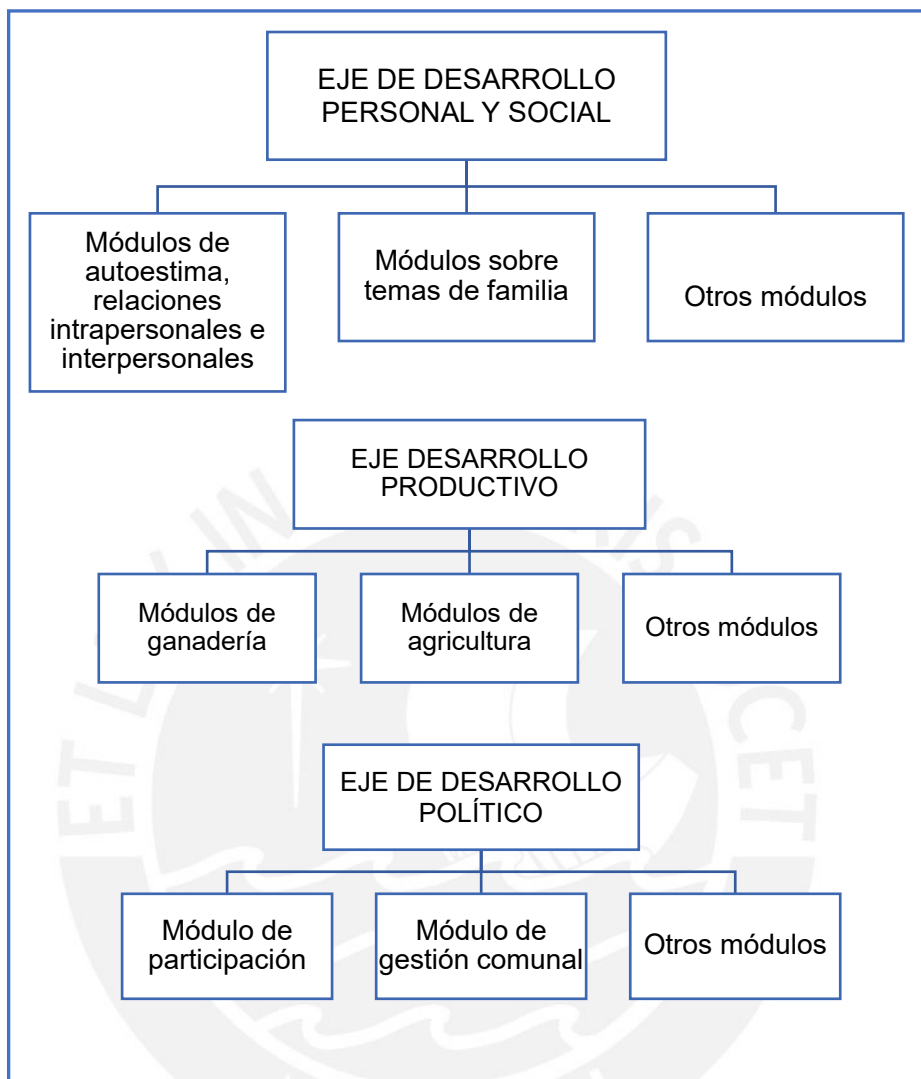 EJE DE DESARROLLO
PERSONAL Y SOCIAL
Módulos de
autoestima,
relaciones
intrapersonales e
interpersonales
Módulos sobre
temas de familia
Otros módulos
EJE DESARROLLO
PRODUCTIVO
Módulos de
ganadería
Módulos de
agricultura
Otros módulos
EJE DE DESARROLLO
POLÍTICO
Módulo de
participación
Módulo de
gestión comunal
Otros módulos